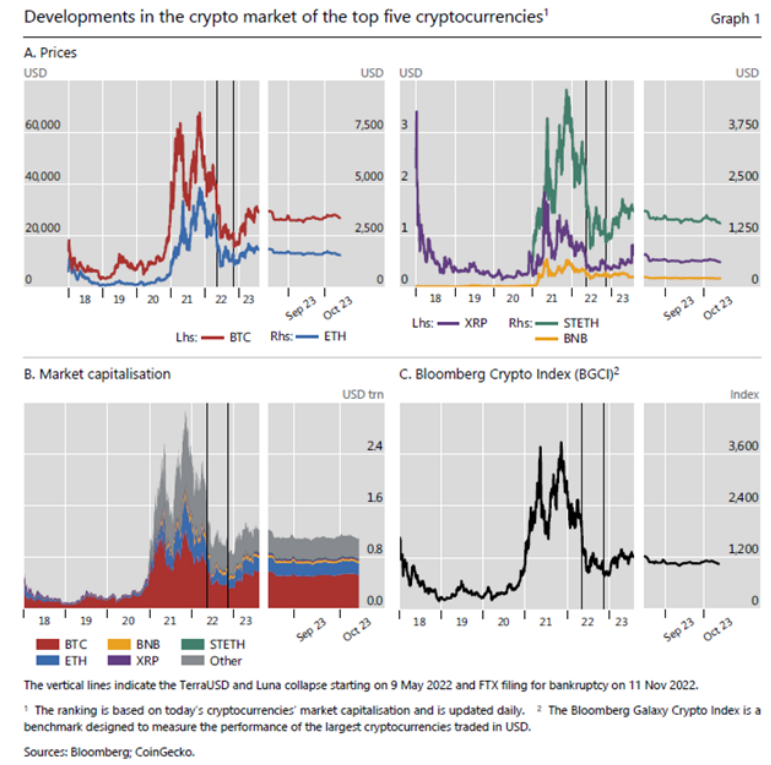 Developments in the crypto market of the top five cryptocurrencies¹ Graph 1
A. Prices
USD USD USD USD
60,000 7,500 3 3,750
40,000 5,000 2 2,500
20,000 2,500 1 1,250
0 0 0 0
18 19 20 21 22 23 Sep 23 Oct 23 18 19 20 21 22 23 Sep 23 Oct 23
Lhs: BTC Rhs: ETH Lhs: XRP Rhs: STETH
BNB
B. Market capitalisation C. Bloomberg Crypto Index (BGCI)²
USD trn Index
2.4 3,600
1.6 2,400
0.8 1,200
0.0 0
18 19 20 21 22 23 Sep 23 Oct 23 18 19 20 21 22 23 Sep 23 Oct 23
BTC BNB STETH
ETH XRP Other
The vertical lines indicate the TerraUSD and Luna collapse starting on 9 May 2022 and FTX filing for bankruptcy on 11 Nov 2022.
¹ The ranking is based on today's cryptocurrencies' market capitalisation and is updated daily. ² The Bloomberg Galaxy Crypto Index is a
benchmark designed to measure the performance of the largest cryptocurrencies traded in USD.
Sources: Bloomberg; CoinGecko.